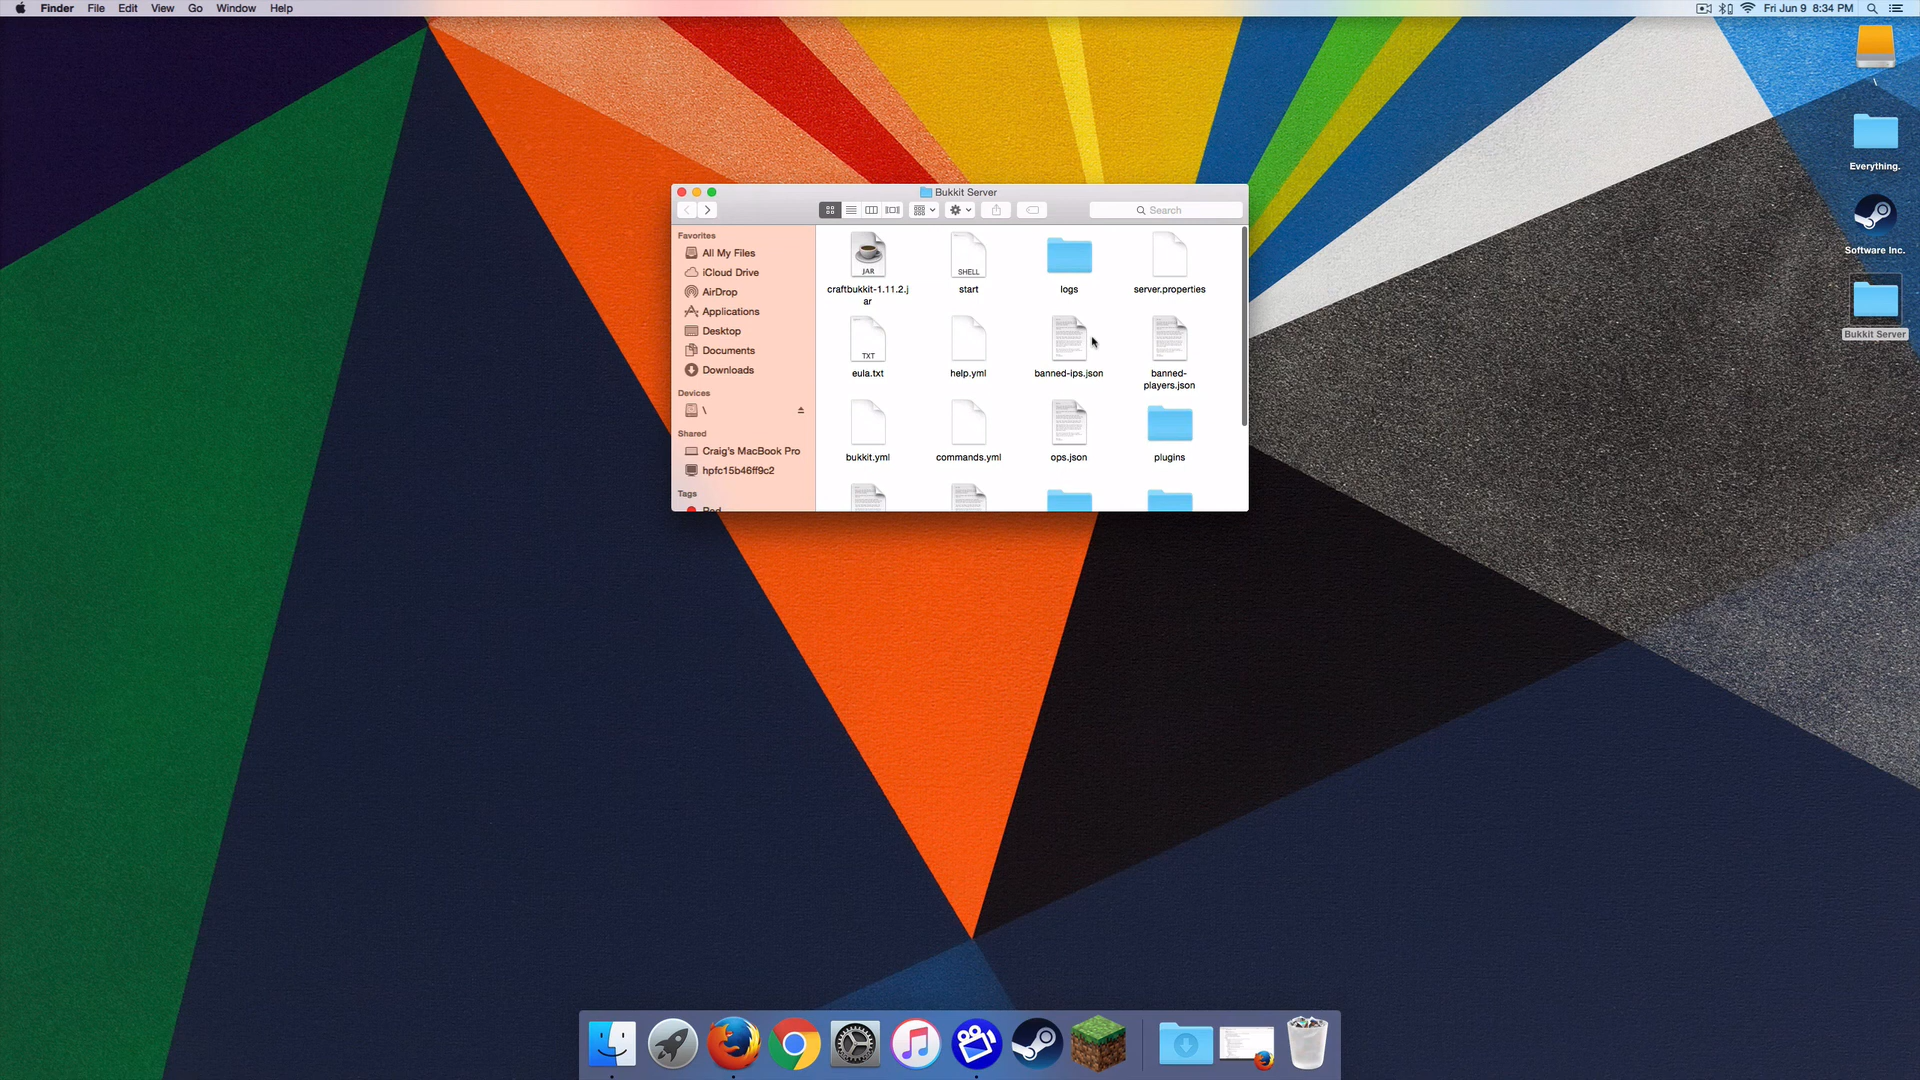 Finder File Edit View Go Window Help
Fri Jun 9 8:34 PM
\
Everything.
Software Inc.
Bukkit Server
Bukkit Server
Search
Favorites
All My Files
iCloud Drive
AirDrop
Applications
Desktop
Documents
Downloads
Devices
\
Shared
Craig's MacBook Pro
hpfc15b46ff9c2
Tags
Red
JAR
SHELL
craftbukkit-1.11.2.j
ar
start
logs
server.properties
TXT
eula.txt
help.yml
banned-ips.json
banned-
players.json
bukkit.yml
commands.yml
ops.json
plugins